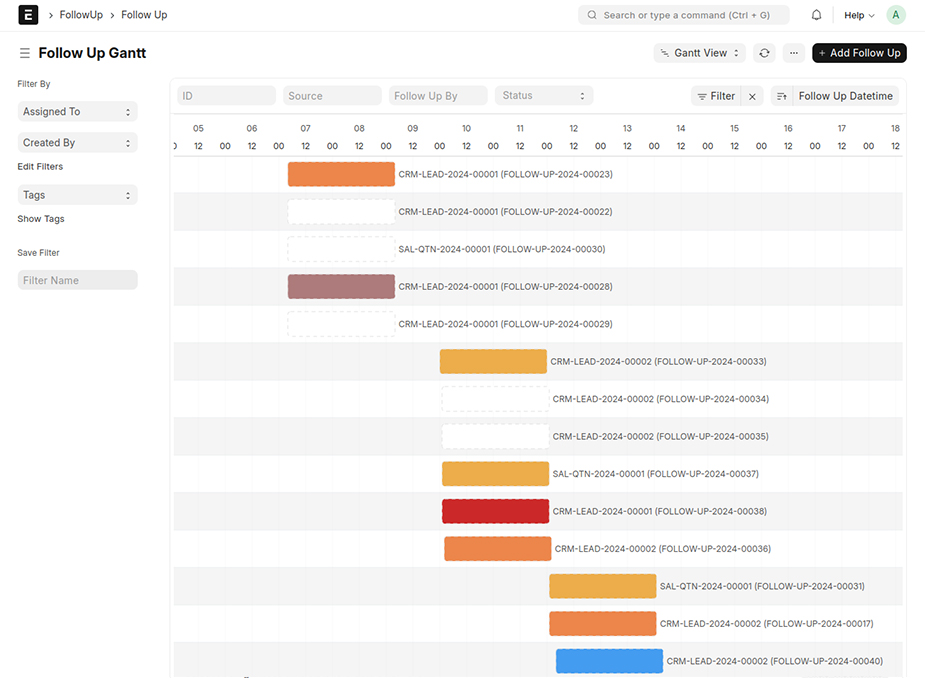 E > FollowUp > Follow Up
Search or type a command (Ctrl + G)
Help
A
Follow Up Gantt
Gantt View
...
+ Add Follow Up
Filter By
Assigned To
Created By
Edit Filters
Tags
Show Tags
Save Filter
Filter Name
ID
Source
Follow Up By
Status
Filter
Follow Up Datetime
05 06 07 08 09 10 11 12 13 14 15 16 17 18
12 00 12 00 12 00 12 00 12 00 12 00 12 00 12 00 12 00 12 00 12 00 12 00 12 00 12
CRM-LEAD-2024-00001 (FOLLOW-UP-2024-00023)
CRM-LEAD-2024-00001 (FOLLOW-UP-2024-00022)
SAL-QTN-2024-00001 (FOLLOW-UP-2024-00030)
CRM-LEAD-2024-00001 (FOLLOW-UP-2024-00028)
CRM-LEAD-2024-00001 (FOLLOW-UP-2024-00029)
CRM-LEAD-2024-00002 (FOLLOW-UP-2024-00033)
CRM-LEAD-2024-00002 (FOLLOW-UP-2024-00034)
CRM-LEAD-2024-00002 (FOLLOW-UP-2024-00035)
SAL-QTN-2024-00001 (FOLLOW-UP-2024-00037)
CRM-LEAD-2024-00001 (FOLLOW-UP-2024-00038)
CRM-LEAD-2024-00002 (FOLLOW-UP-2024-00036)
SAL-QTN-2024-00001 (FOLLOW-UP-2024-00031)
CRM-LEAD-2024-00002 (FOLLOW-UP-2024-00017)
CRM-LEAD-2024-00002 (FOLLOW-UP-2024-00040)